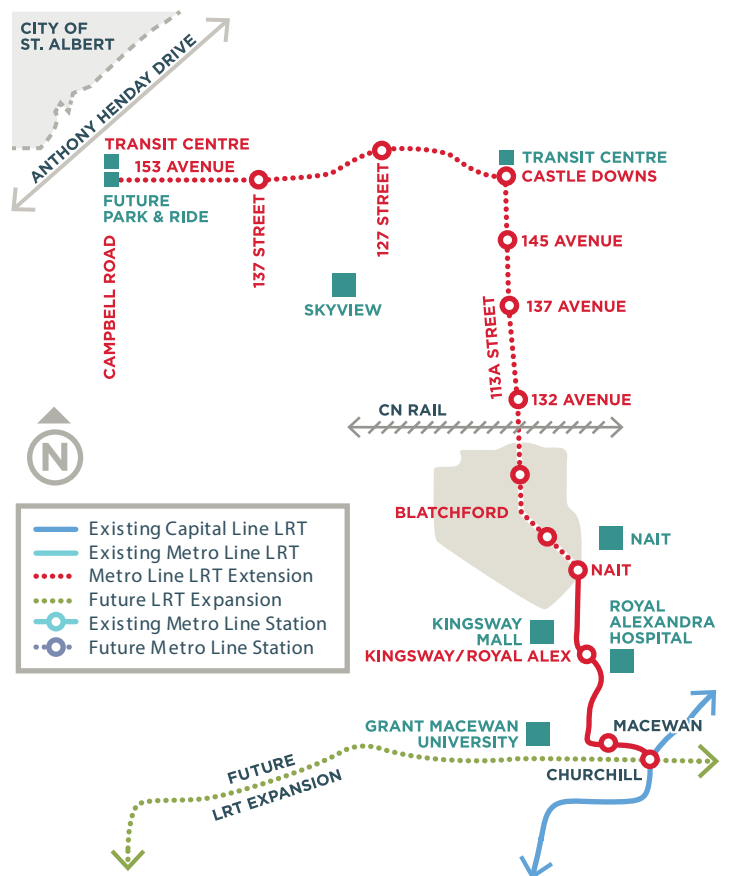 CITY OF
ST. ALBERT
ANTHONY HENDAY DRIVE
TRANSIT CENTRE
153 AVENUE
FUTURE
PARK & RIDE
CAMPBELL ROAD
137 STREET
127 STREET
TRANSIT CENTRE
CASTLE DOWNS
145 AVENUE
137 AVENUE
SKYVIEW
113A STREET
132 AVENUE
CN RAIL
N
BLATCHFORD
NAIT
NAIT
Existing Capital Line LRT
Existing Metro Line LRT
Metro Line LRT Extension
Future LRT Expansion
Existing Metro Line Station
Future Metro Line Station
ROYAL
ALEXANDRA
HOSPITAL
KINGSWAY
MALL
KINGSWAY/ROYAL ALEX
GRANT MACEWAN
UNIVERSITY
MACEWAN
CHURCHILL
FUTURE
LRT EXPANSION